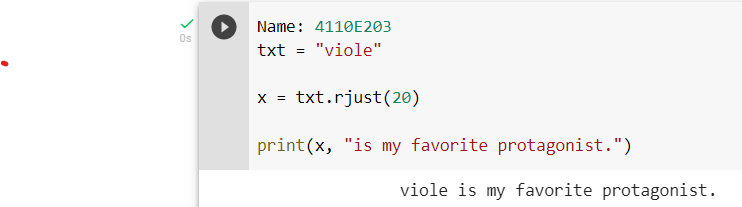 0s
Name: 4110E203
txt = "viole"
x = txt.rjust(20)
print(x, "is my favorite protagonist.")
viole is my favorite protagonist.